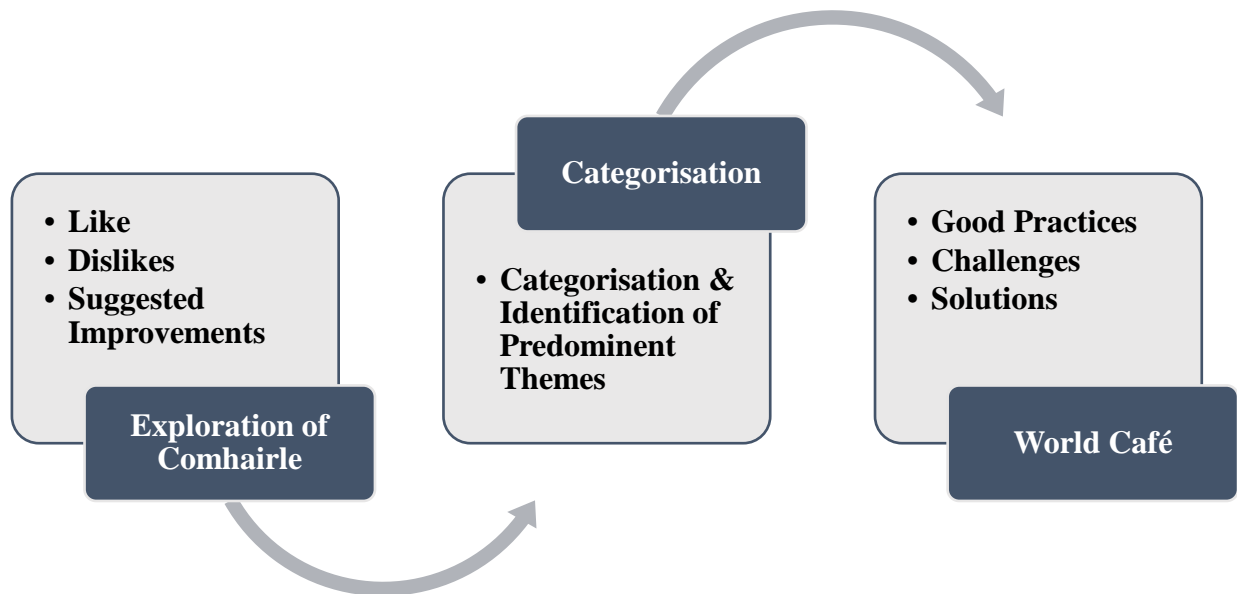 • Like
• Dislikes
• Suggested
Improvements
Exploration of
Comhairle
Categorisation
• Categorisation &
Identification of
Predominent
Themes
• Good Practices
• Challenges
• Solutions
World Café